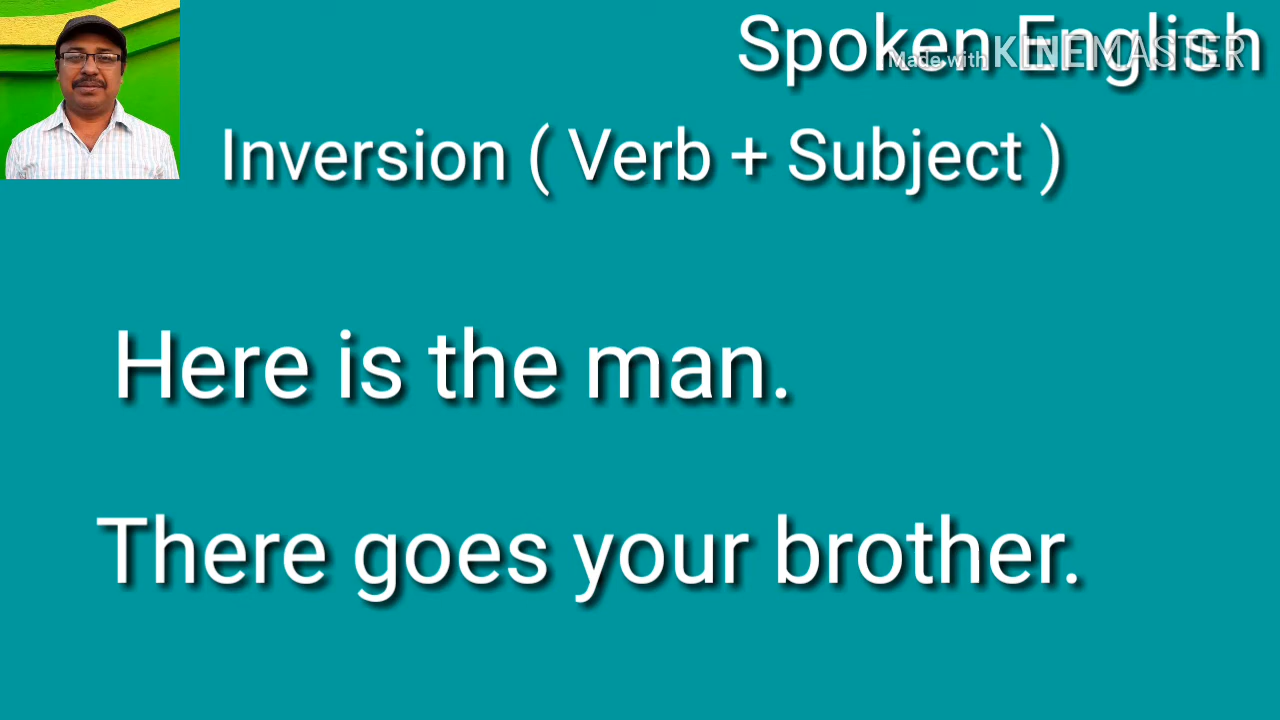 Spoken English
Made with KINEMASTER
Inversion ( Verb + Subject )
Here is the man.
There goes your brother.